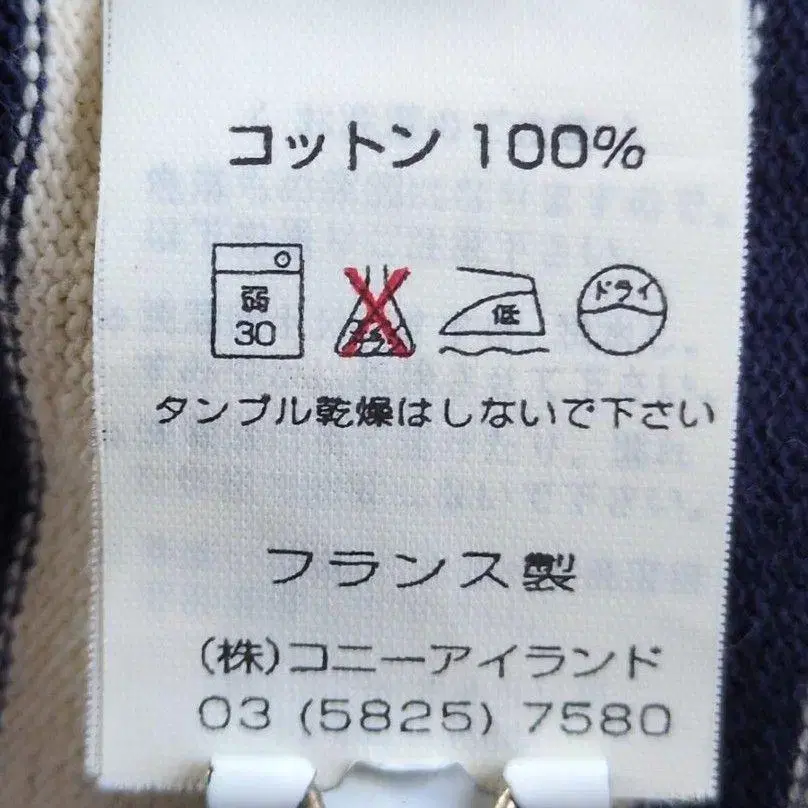 コットン 100%
弱 30 低 ドライ
タンブル乾燥はしないで下さい
フランス製
(株)コニーアイランド
03 (5825) 7580